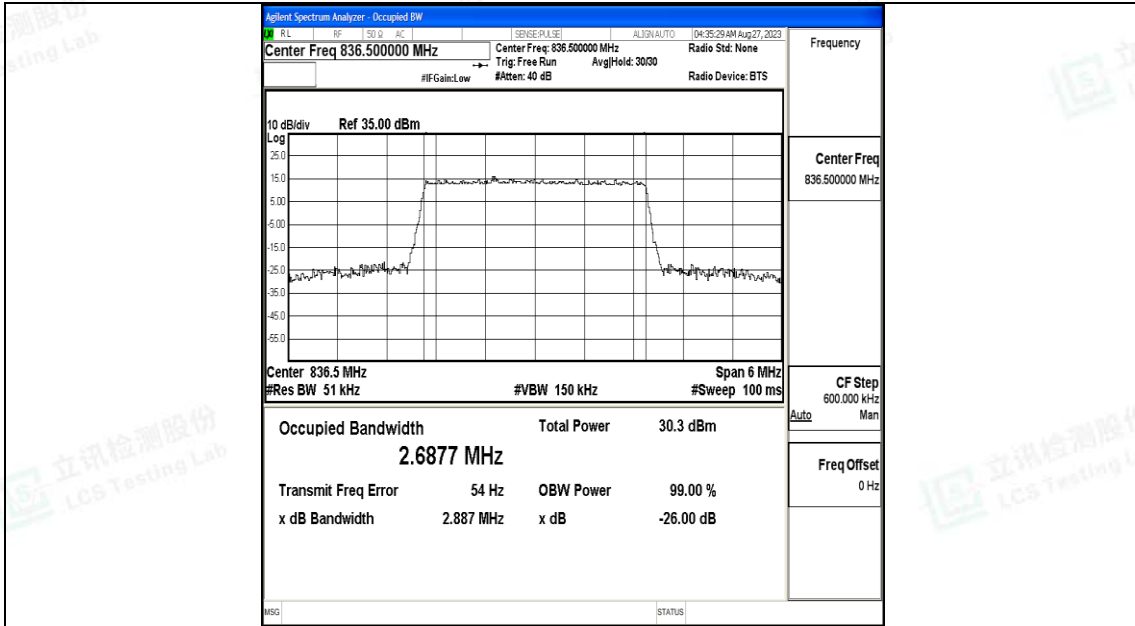 Agilent Spectrum Analyzer - Occupied BW
RL RF 50 Ω AC SENSE:PULSE ALIGN AUTO 04:35:29 AM Aug 27, 2023
Center Freq 836.500000 MHz
Center Freq: 836.500000 MHz
Radio Std: None
Trig: Free Run Avg|Hold: 30/30
#IFGain:Low
#Atten: 40 dB
Radio Device: BTS
Frequency
10 dB/div Ref 35.00 dBm
Log
25.0
15.0
5.00
-5.00
-15.0
-25.0
-35.0
-45.0
-55.0
Center 836.5 MHz Span 6 MHz
#Res BW 51 kHz #VBW 150 kHz #Sweep 100 ms
Center Freq
836.500000 MHz
CF Step
600.000 kHz
Auto Man
Freq Offset
0 Hz
Occupied Bandwidth Total Power 30.3 dBm
2.6877 MHz
Transmit Freq Error 54 Hz OBW Power 99.00 %
x dB Bandwidth 2.887 MHz x dB -26.00 dB
MSG STATUS
立讯检测股份
LCS Testing Lab
立讯检测股份
LCS Testing L